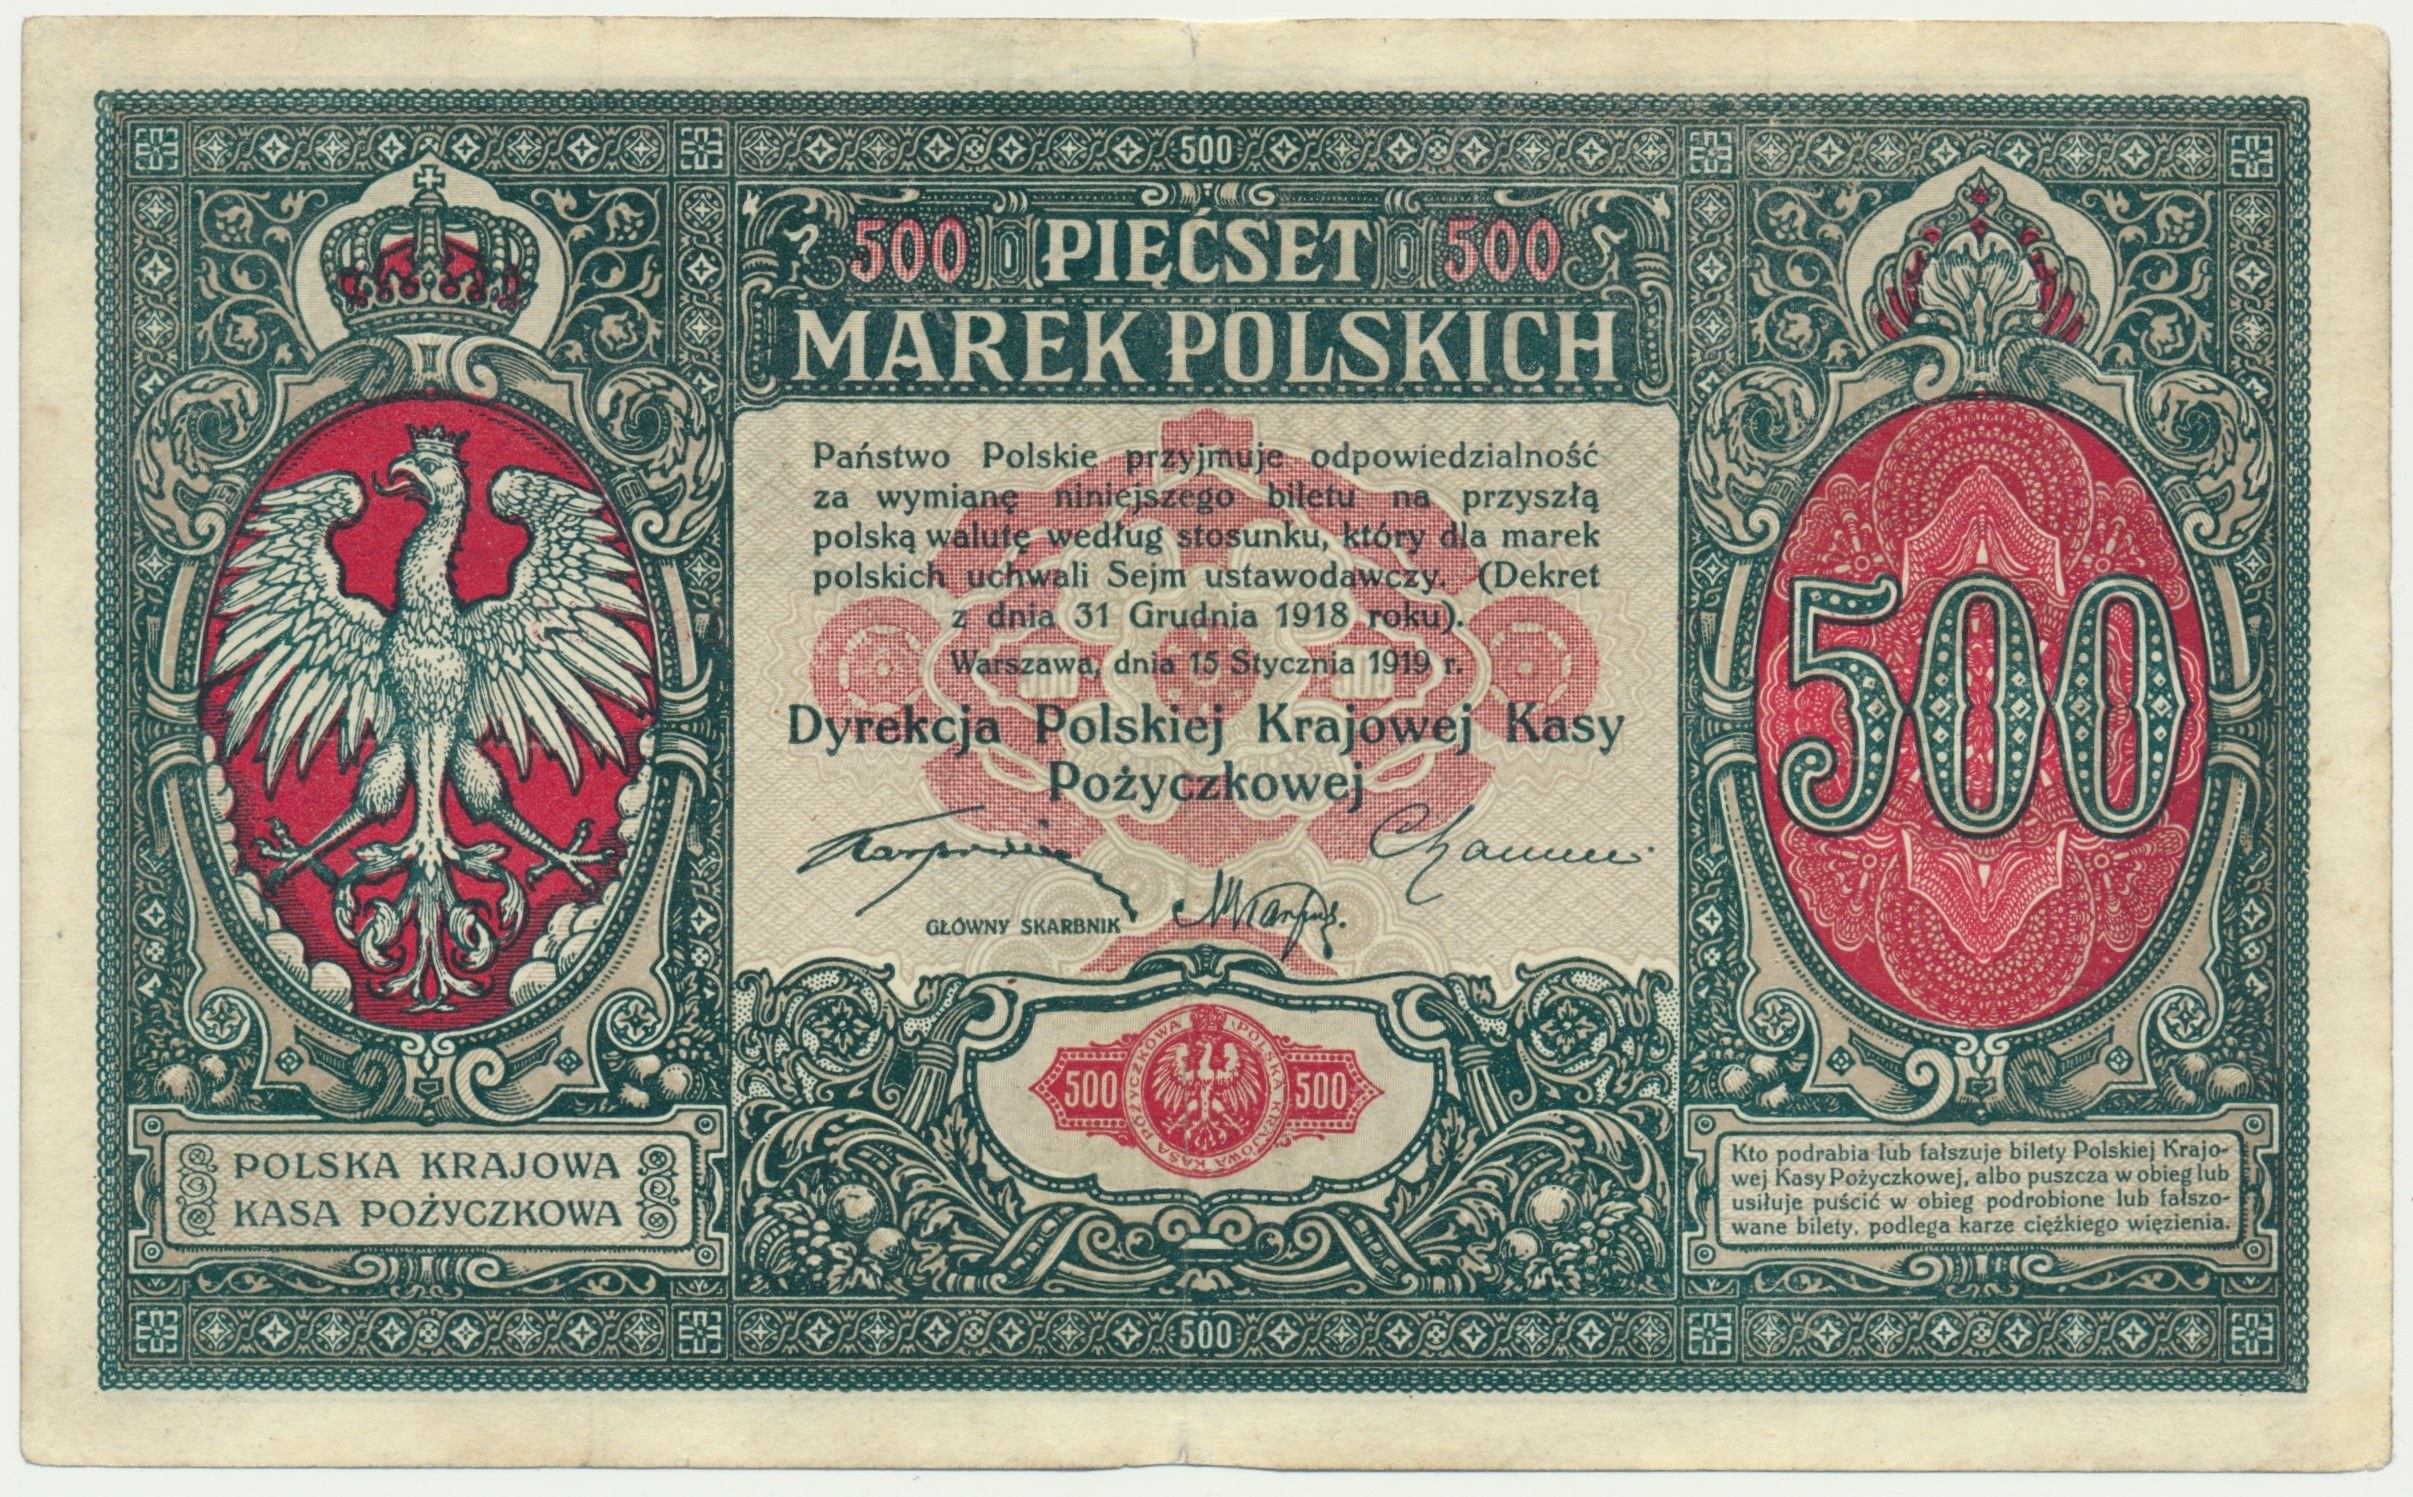 500
500 PIĘĆSET 500
MAREK POLSKICH
Państwo Polskie przyjmuje odpowiedzialność
za wymianę niniejszego biletu na przyszłą
polską walutę według stosunku, który dla marek
polskich uchwali Sejm ustawodawczy. (Dekret
z dnia 31 Grudnia 1918 roku).
Warszawa, dnia 15 Stycznia 1919 r.
Dyrekcja Polskiej Krajowej Kasy
Pożyczkowej
GŁÓWNY SKARBNIK
500
500 500
POLSKA KRAJOWA KASA POŻYCZKOWA
POLSKA KRAJOWA
KASA POŻYCZKOWA
Kto podrabia lub fałszuje bilety Polskiej Krajo-
wej Kasy Pożyczkowej, albo puszcza w obieg lub
usiłuje puścić w obieg podrobione lub fałszo-
wane bilety, podlega karze ciężkiego więzienia.
500